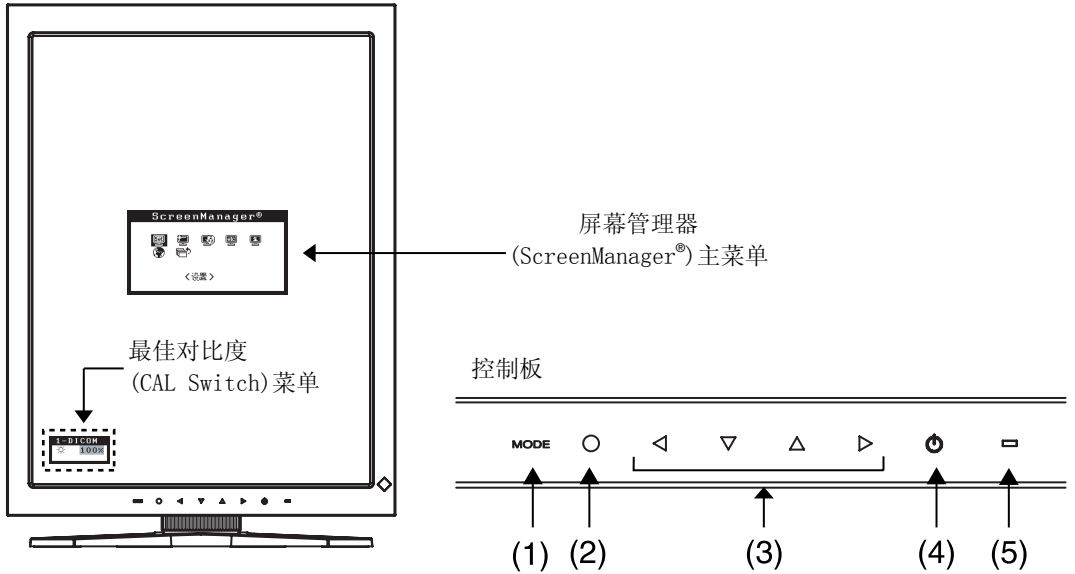 ScreenManager®
<设置>
屏幕管理器
(ScreenManager®)主菜单
最佳对比度
(CAL Switch)菜单
1-DICOM
100%
控制板
MODE
(1) (2) (3) (4) (5)